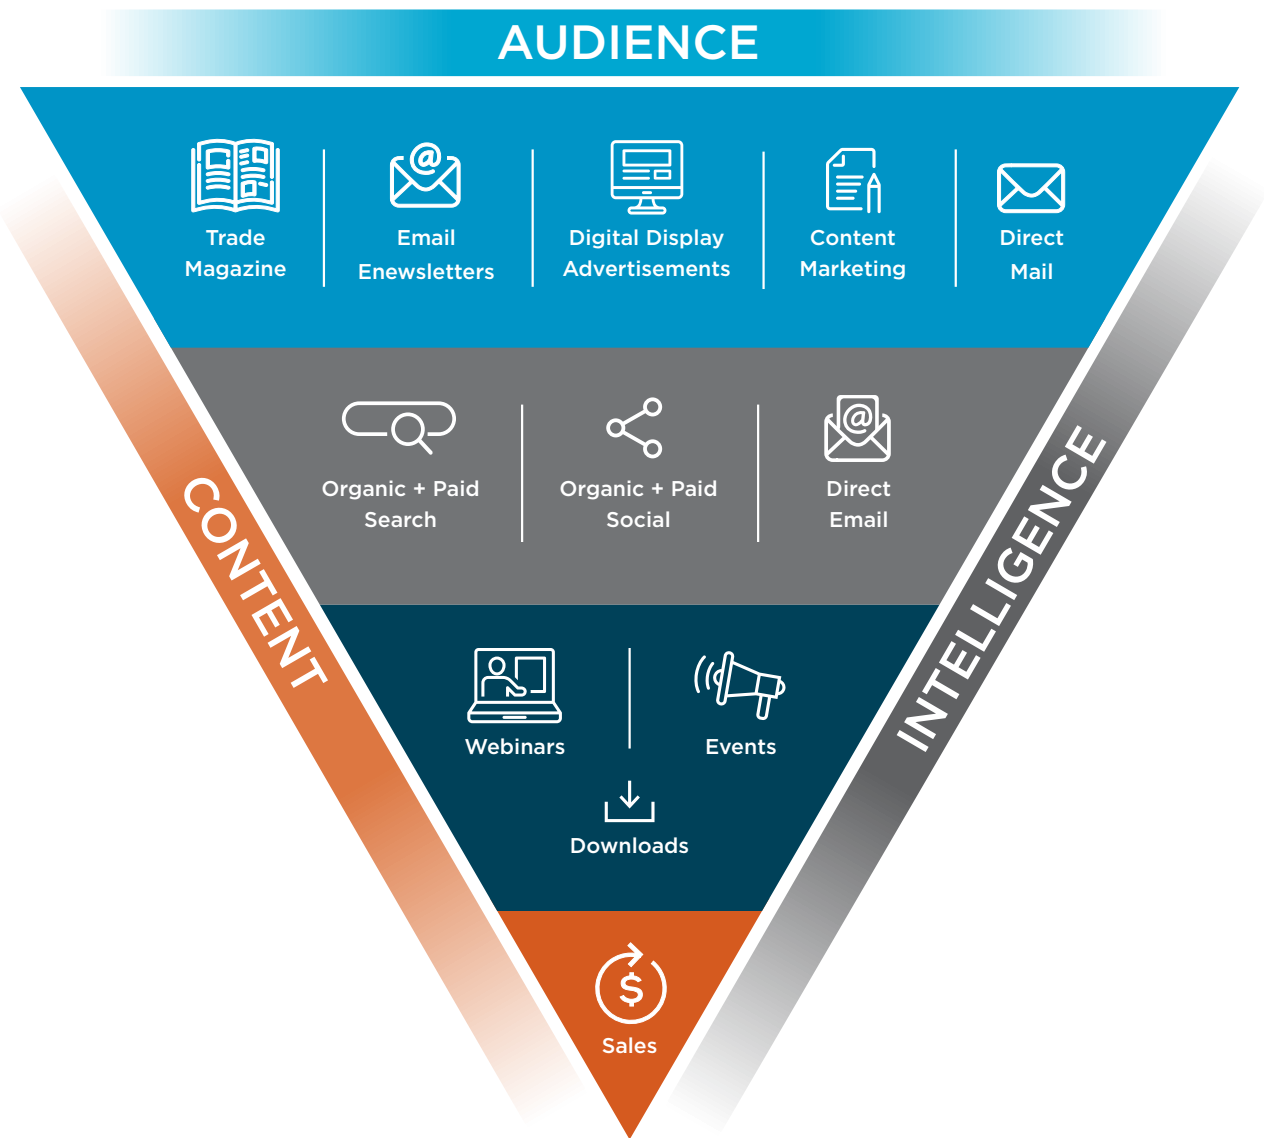 AUDIENCE
Trade
Magazine
Email
Enewsletters
Digital Display
Advertisements
Content
Marketing
Direct
Mail
Organic + Paid
Search
Organic + Paid
Social
Direct
Email
CONTENT
INTELLIGENCE
Webinars
Events
Downloads
Sales